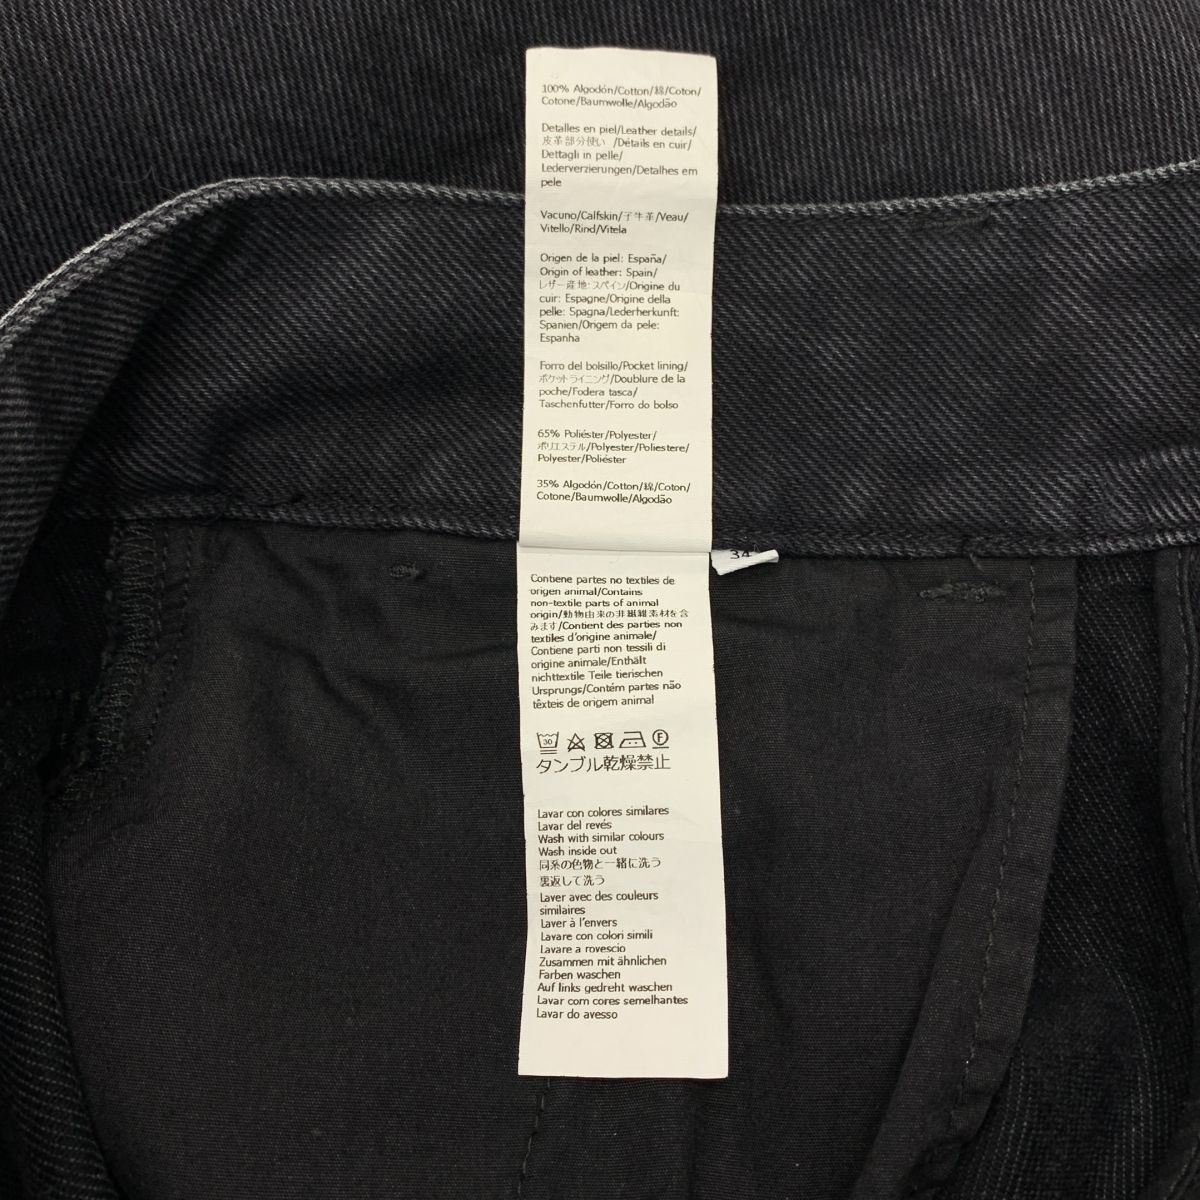 100% Algodón/Cotton/綿/Coton/
Cotone/Baumwolle/Algodão
Detalles en piel/Leather details/
皮革部分使い /Détails en cuir/
Dettagli in pelle/
Lederverzierungen/Detalhes em
pele
Vacuno/Calfskin/子牛革/Veau/
Vitello/Rind/Vitela
Origen de la piel: España/
Origin of leather: Spain/
レザー産地:スペイン/Origine du
cuir: Espagne/Origine della
pelle: Spagna/Lederherkunft:
Spanien/Origem da pele:
Espanha
Forro del bolsillo/Pocket lining/
ポケットライニング/Doublure de la
poche/Fodera tasca/
Taschenfutter/Forro do bolso
65% Poliéster/Polyester/
ポリエステル/Polyester/Poliestere/
Polyester/Poliéster
35% Algodón/Cotton/綿/Coton/
Cotone/Baumwolle/Algodão
34
Contiene partes no textiles de
origen animal/Contains
non-textile parts of animal
origin/動物由来の非繊維素材を含
みます/Contient des parties non
textiles d'origine animale/
Contiene parti non tessili di
origine animale/Enthält
nichttextile Teile tierischen
Ursprungs/Contém partes não
têxteis de origem animal
30 F
タンブル乾燥禁止
Lavar con colores similares
Lavar del revés
Wash with similar colours
Wash inside out
同系の色物と一緒に洗う
裏返して洗う
Laver avec des couleurs
similaires
Laver à l'envers
Lavare con colori simili
Lavare a rovescio
Zusammen mit ähnlichen
Farben waschen
Auf links gedreht waschen
Lavar com cores semelhantes
Lavar do avesso